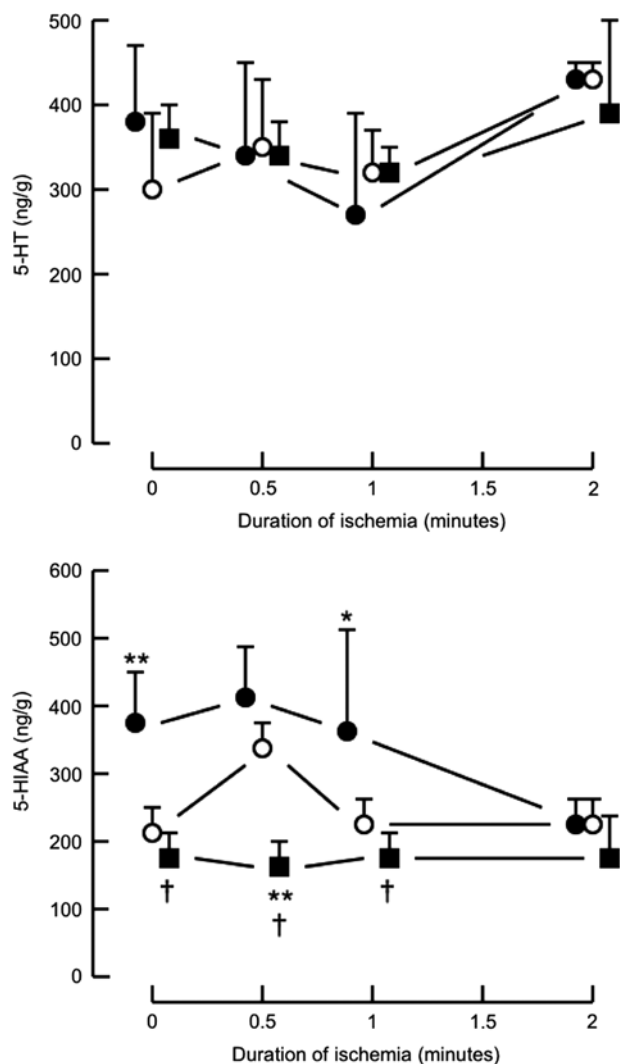 500
400
300
200
100
0
5-HT (ng/g)
0 0.5 1 1.5 2
Duration of ischemia (minutes)
600
500
400
300
200
100
0
5-HIAA (ng/g)
** *
† ** †
†
0 0.5 1 1.5 2
Duration of ischemia (minutes)